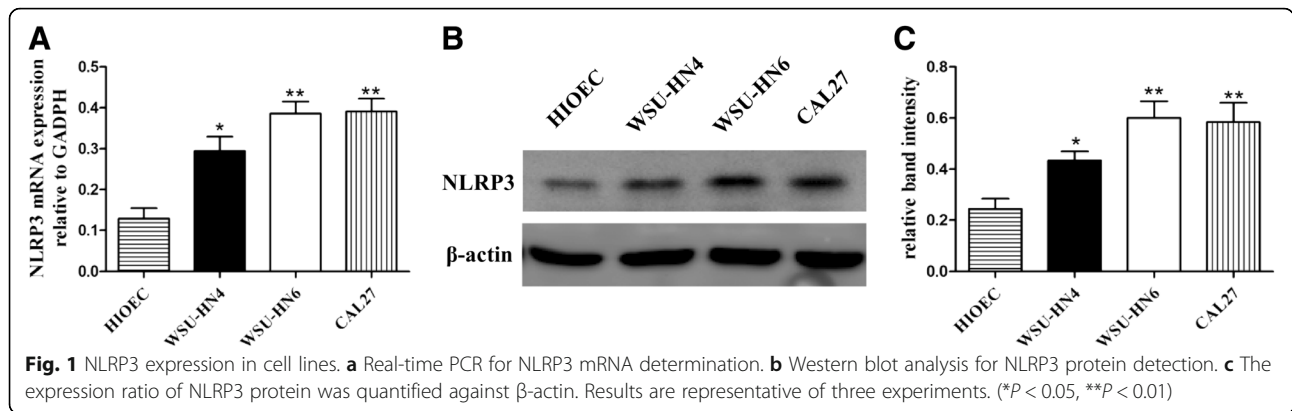 A
NLRP3 mRNA expression
relative to GADPH
0.5
0.4
0.3
0.2
0.1
0.0
*
**
**
HIOEC
WSU-HN4
WSU-HN6
CAL27
B
HIOEC
WSU-HN4
WSU-HN6
CAL27
NLRP3
β-actin
C
relative band intensity
0.8
0.6
0.4
0.2
0.0
*
**
**
HIOEC
WSU-HN4
WSU-HN6
CAL27
Fig. 1 NLRP3 expression in cell lines. a Real-time PCR for NLRP3 mRNA determination. b Western blot analysis for NLRP3 protein detection. c The
expression ratio of NLRP3 protein was quantified against β-actin. Results are representative of three experiments. (*P < 0.05, **P < 0.01)